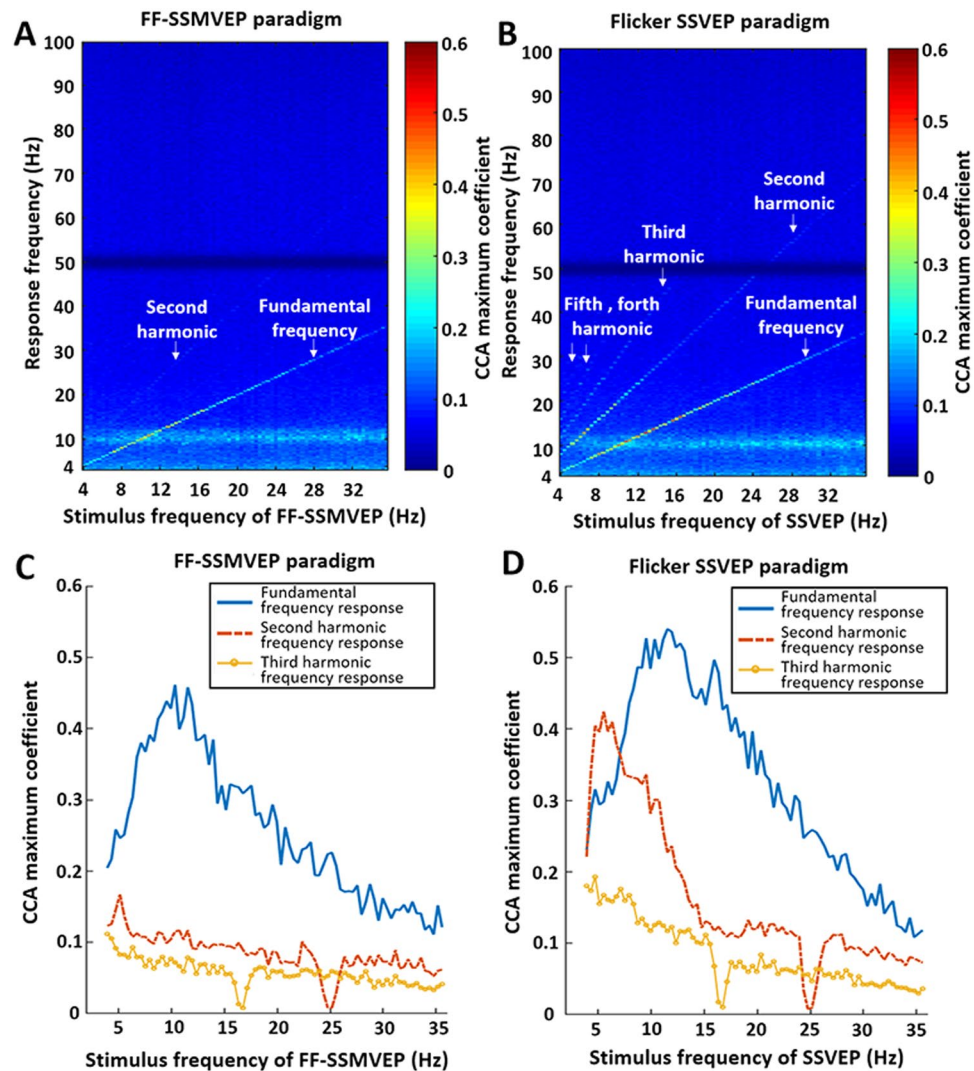 A
FF-SSMVEP paradigm
100
90
80
70
60
50
40
30
20
10
4
Response frequency (Hz)
Second
harmonic
Fundamental
frequency
4 8 12 16 20 24 28 32
Stimulus frequency of FF-SSMVEP (Hz)
0.6
0.5
0.4
0.3
0.2
0.1
0
CCA maximum coefficient
B
Flicker SSVEP paradigm
100
90
80
70
60
50
40
30
20
10
4
Response frequency (Hz)
Second
harmonic
Third
harmonic
Fifth , forth
harmonic
Fundamental
frequency
4 8 12 16 20 24 28 32
Stimulus frequency of SSVEP (Hz)
0.6
0.5
0.4
0.3
0.2
0.1
0
CCA maximum coefficient
C
FF-SSMVEP paradigm
Fundamental
frequency response
Second harmonic
frequency response
Third harmonic
frequency response
0.6
0.5
0.4
0.3
0.2
0.1
0
CCA maximum coefficient
5 10 15 20 25 30 35
Stimulus frequency of FF-SSMVEP (Hz)
D
Flicker SSVEP paradigm
Fundamental
frequency response
Second harmonic
frequency response
Third harmonic
frequency response
0.6
0.5
0.4
0.3
0.2
0.1
0
CCA maximum coefficient
5 10 15 20 25 30 35
Stimulus frequency of SSVEP (Hz)